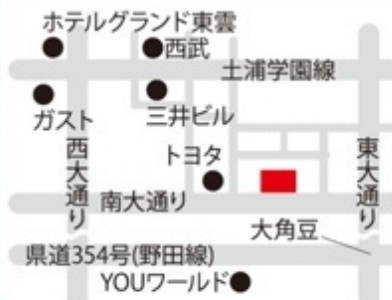 ホテルグランド東雲
西武
土浦学園線
ガスト
三井ビル
西大通り
トヨタ
東大通り
南大通り
大角豆
県道354号(野田線)
YOUワールド